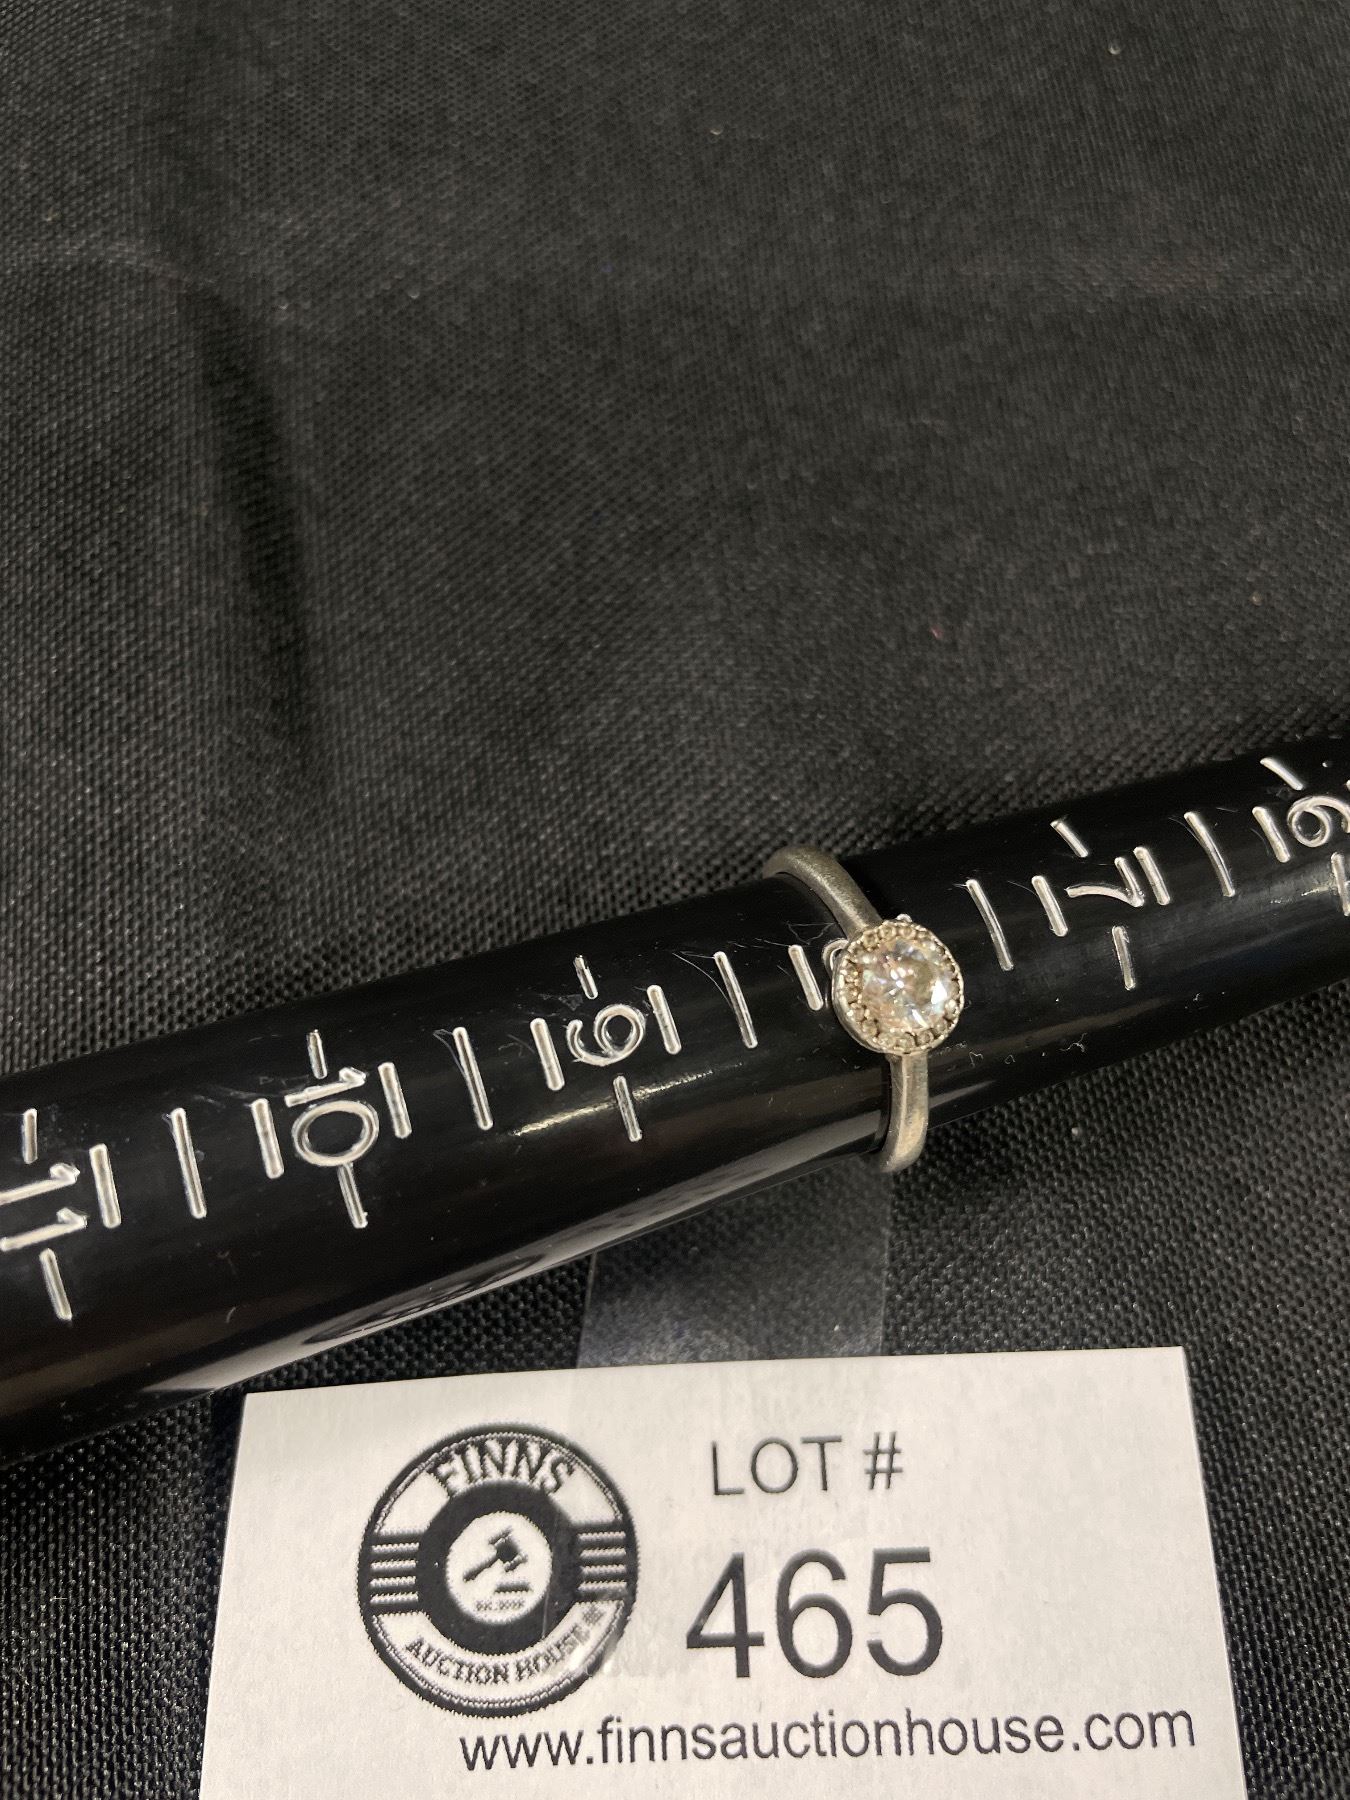 11 10 9 7 6
FINNS
AUCTION HOUSE
LOT #
465
www.finnsauctionhouse.com